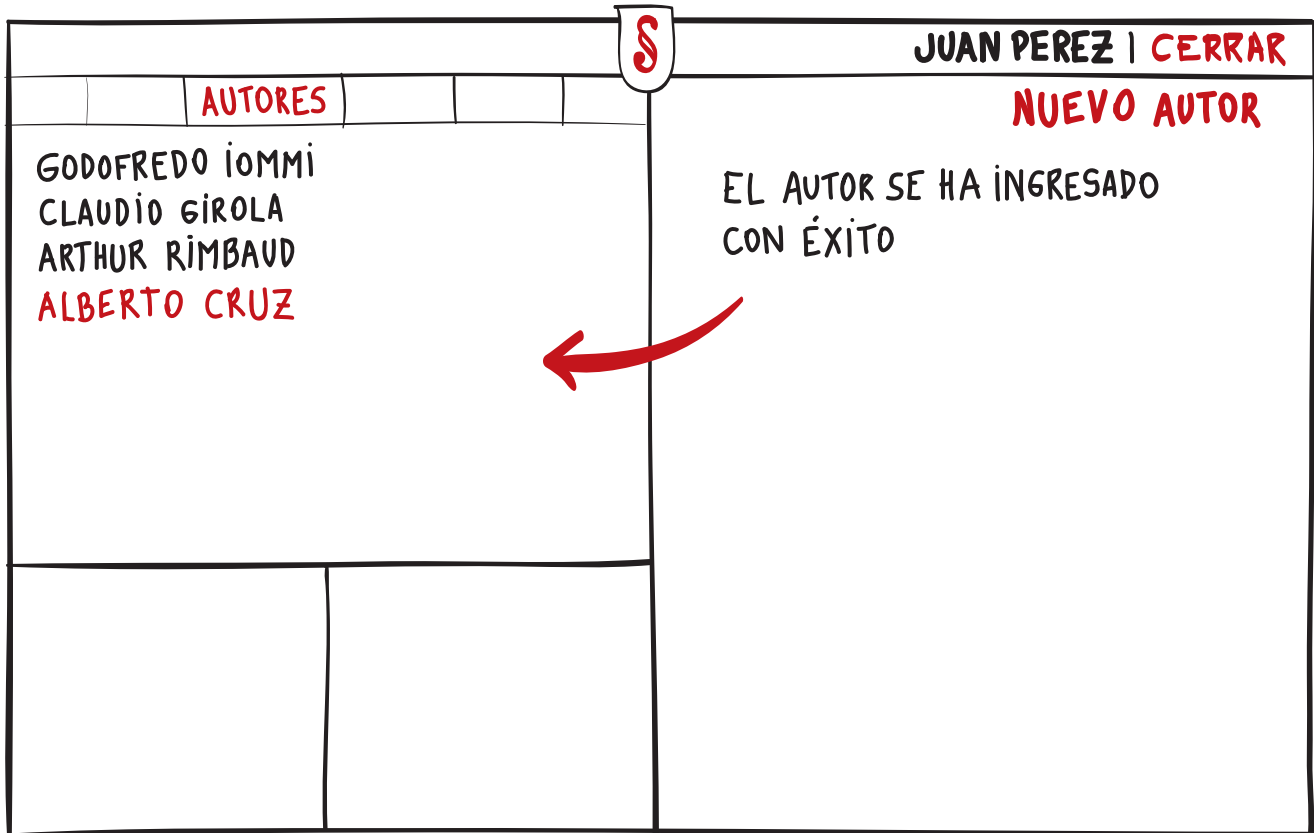 §
JUAN PEREZ | CERRAR
AUTORES
NUEVO AUTOR
GODOFREDO IOMMI
CLAUDIO GIROLA
ARTHUR RIMBAUD
ALBERTO CRUZ
EL AUTOR SE HA INGRESADO
CON ÉXITO